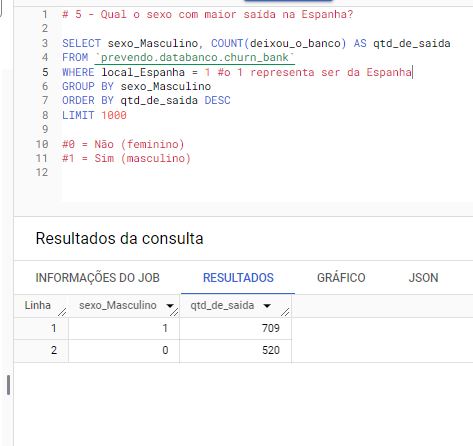 1 # 5 - Qual o sexo com maior saída na Espanha?
2
3 SELECT sexo_Masculino, COUNT(deixou_o_banco) AS qtd_de_saida
4 FROM `prevendo.databanco.churn_bank`
5 WHERE local_Espanha = 1 #o 1 representa ser da Espanha
6 GROUP BY sexo_Masculino
7 ORDER BY qtd_de_saida DESC
8 LIMIT 1000
9
10 #0 = Não (feminino)
11 #1 = Sim (masculino)
12
Resultados da consulta
INFORMAÇÕES DO JOB RESULTADOS GRÁFICO JSON
Linha sexo_Masculino qtd_de_saida
1 1 709
2 0 520